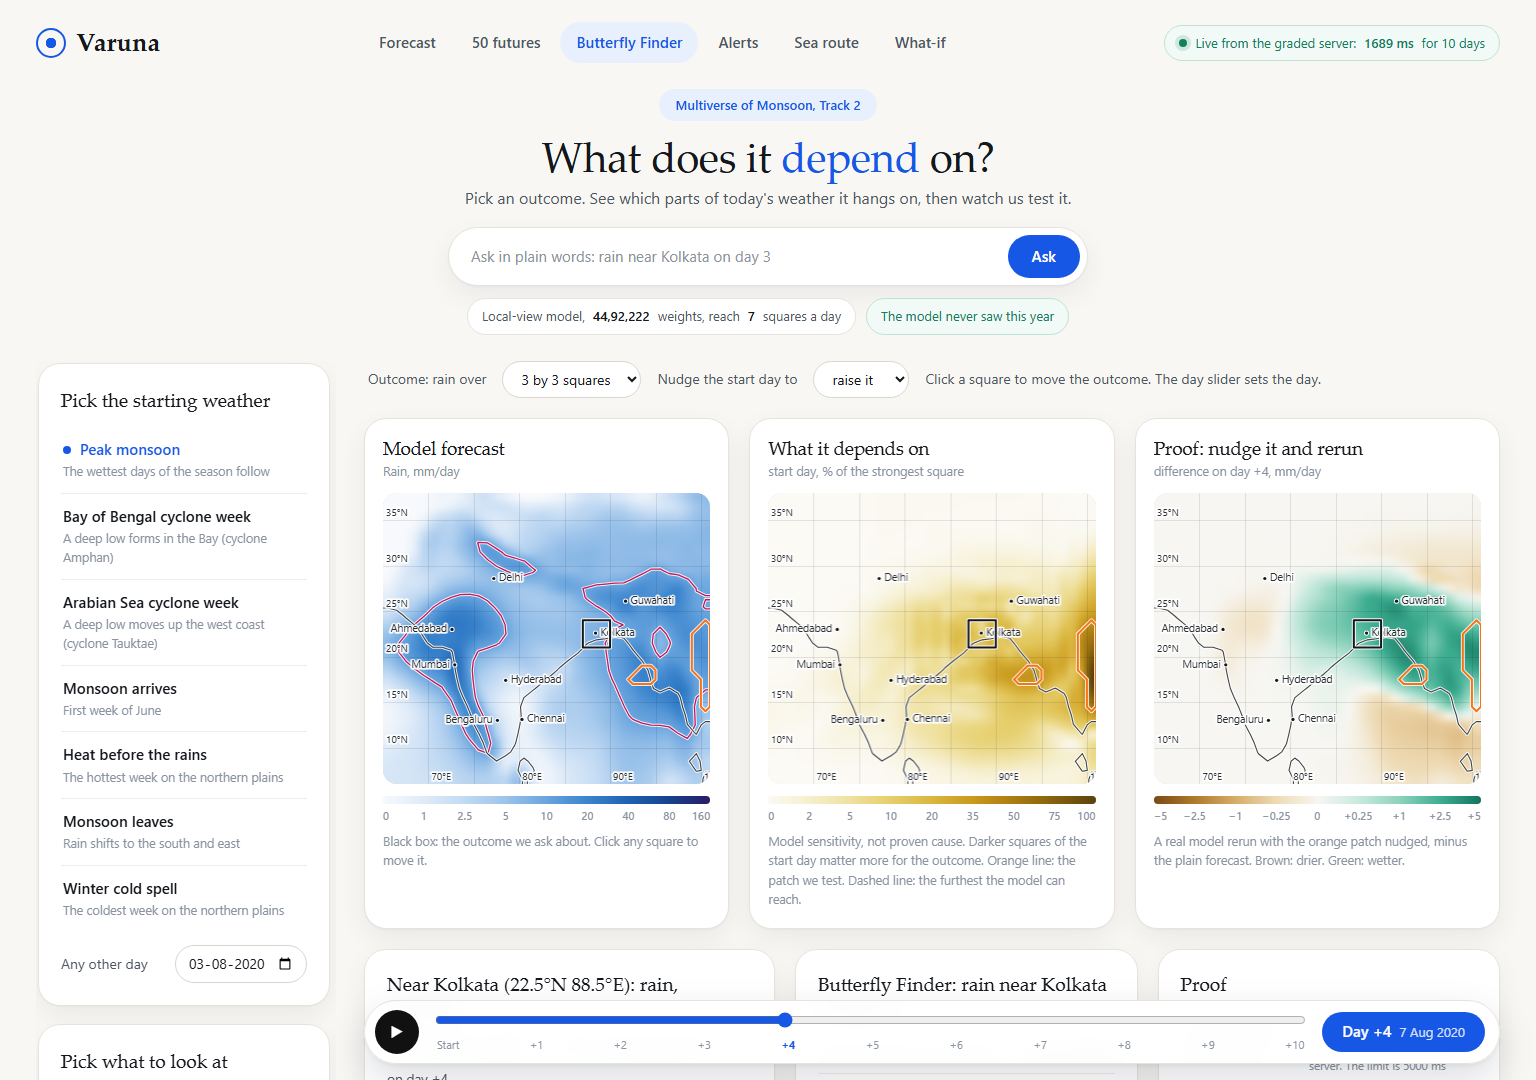 Varuna
Forecast
50 futures
Butterfly Finder
Alerts
Sea route
What-if
Live from the graded server: 1689 ms for 10 days
Multiverse of Monsoon, Track 2
What does it depend on?
Pick an outcome. See which parts of today's weather it hangs on, then watch us test it.
Ask in plain words: rain near Kolkata on day 3
Ask
Local-view model, 44,92,222 weights, reach 7 squares a day
The model never saw this year
Pick the starting weather
Peak monsoon
The wettest days of the season follow
Bay of Bengal cyclone week
A deep low forms in the Bay (cyclone
Amphan)
Arabian Sea cyclone week
A deep low moves up the west coast
(cyclone Tauktae)
Monsoon arrives
First week of June
Heat before the rains
The hottest week on the northern plains
Monsoon leaves
Rain shifts to the south and east
Winter cold spell
The coldest week on the northern plains
Any other day
03-08-2020
Pick what to look at
Outcome: rain over
3 by 3 squares
Nudge the start day to
raise it
Click a square to move the outcome. The day slider sets the day.
Model forecast
Rain, mm/day
35°N
30°N
Delhi
25°N
Guwahati
Ahmedabad
Kolkata
20°N
Mumbai
Hyderabad
15°N
Bengaluru
Chennai
10°N
70°E
80°E
90°E
0 1 2.5 5 10 20 40 80 160
Black box: the outcome we ask about. Click any square to
move it.
What it depends on
start day, % of the strongest square
35°N
30°N
Delhi
25°N
Guwahati
Ahmedabad
Kolkata
20°N
Mumbai
Hyderabad
15°N
Bengaluru
Chennai
10°N
70°E
80°E
90°E
0 2 5 10 20 35 50 75 100
Model sensitivity, not proven cause. Darker squares of the
start day matter more for the outcome. Orange line: the
patch we test. Dashed line: the furthest the model can
reach.
Proof: nudge it and rerun
difference on day +4, mm/day
35°N
30°N
Delhi
25°N
Guwahati
Ahmedabad
Kolkata
20°N
Mumbai
Hyderabad
15°N
Bengaluru
Chennai
10°N
70°E
80°E
90°E
−5 −2.5 −1 −0.25 0 +0.25 +1 +2.5 +5
A real model rerun with the orange patch nudged, minus
the plain forecast. Brown: drier. Green: wetter.
Near Kolkata (22.5°N 88.5°E): rain,
Butterfly Finder: rain near Kolkata
Proof
Start +1 +2 +3 +4 +5 +6 +7 +8 +9 +10
Day +4 7 Aug 2020
on day +4
server. The limit is 5000 ms